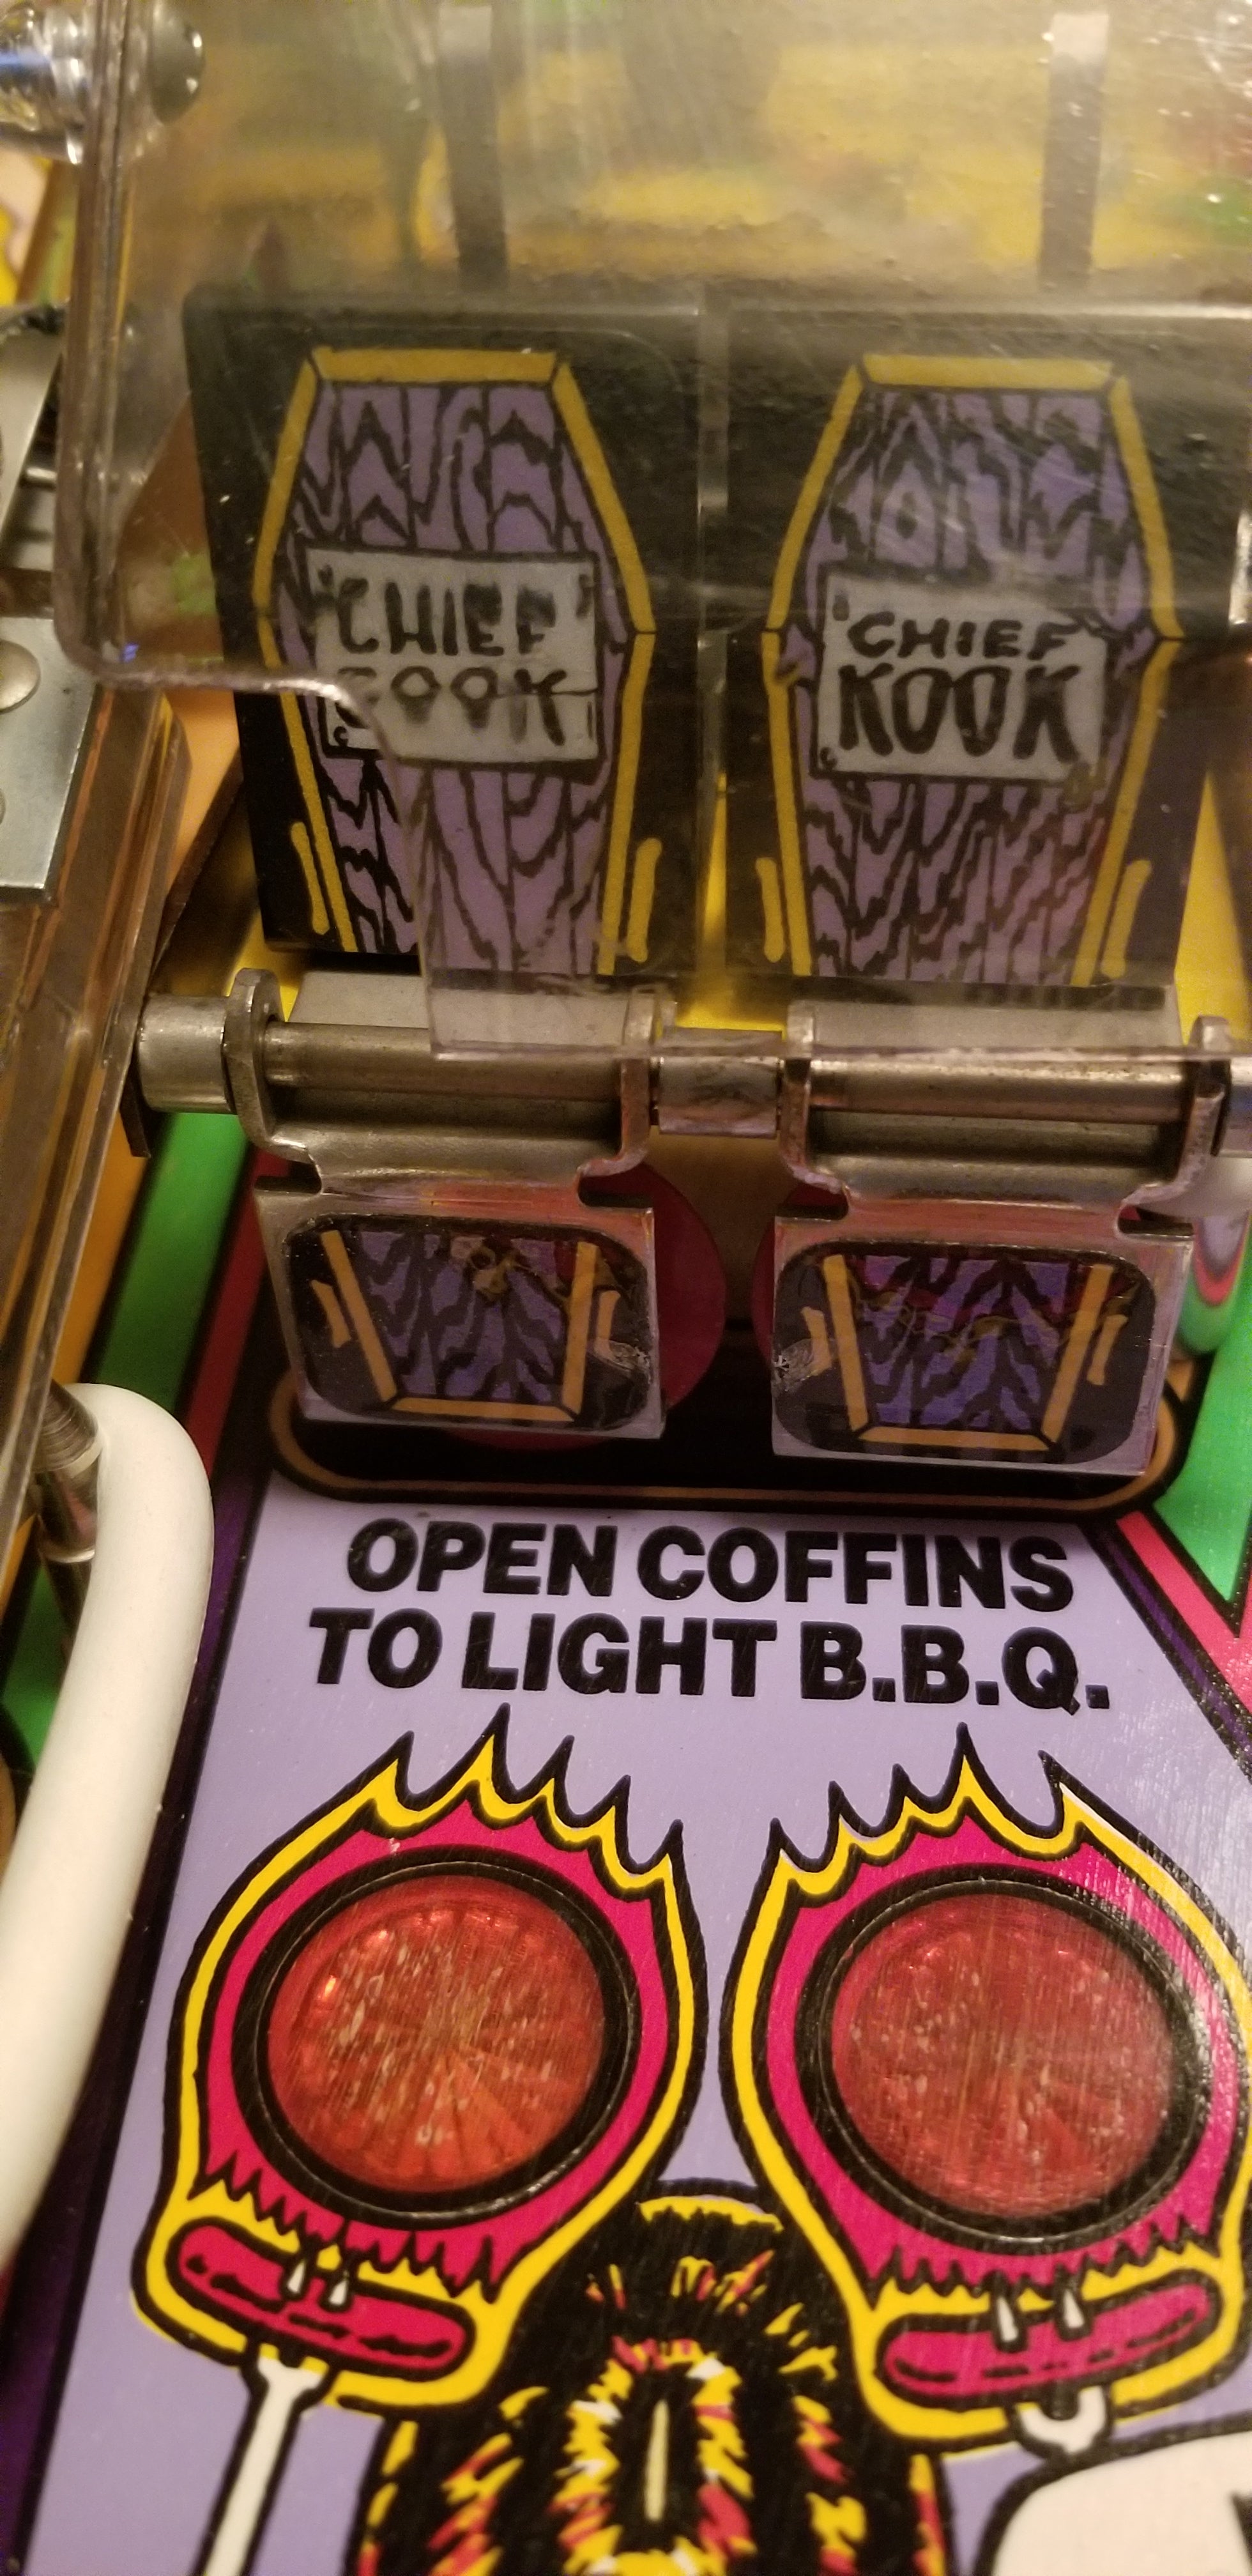 CHIEF
COOK
CHIEF
KOOK
OPEN COFFINS
TO LIGHT B.B.Q.